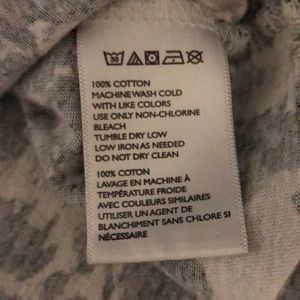 30
100% COTTON
MACHINE WASH COLD
WITH LIKE COLORS
USE ONLY NON-CHLORINE
BLEACH
TUMBLE DRY LOW
LOW IRON AS NEEDED
DO NOT DRY CLEAN
100% COTON
LAVAGE EN MACHINE À
TEMPÉRATURE FROIDE
AVEC COULEURS SIMILAIRES
UTILISER UN AGENT DE
BLANCHIMENT SANS CHLORE SI
NÉCESSAIRE